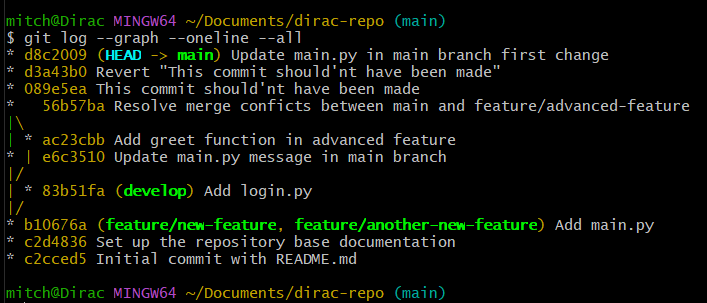 mitch@Dirac MINGW64 ~/Documents/dirac-repo (main)
$ git log --graph --oneline --all
* d8c2009 (HEAD -> main) Update main.py in main branch first change
* d3a43b0 Revert "This commit should'nt have been made"
* 089e5ea This commit should'nt have been made
*   56b57ba Resolve merge conficts between main and feature/advanced-feature
|\
| * ac23cbb Add greet function in advanced feature
* | e6c3510 Update main.py message in main branch
|/
| * 83b51fa (develop) Add login.py
|/
* b10676a (feature/new-feature, feature/another-new-feature) Add main.py
* c2d4836 Set up the repository base documentation
* c2cced5 Initial commit with README.md
mitch@Dirac MINGW64 ~/Documents/dirac-repo (main)